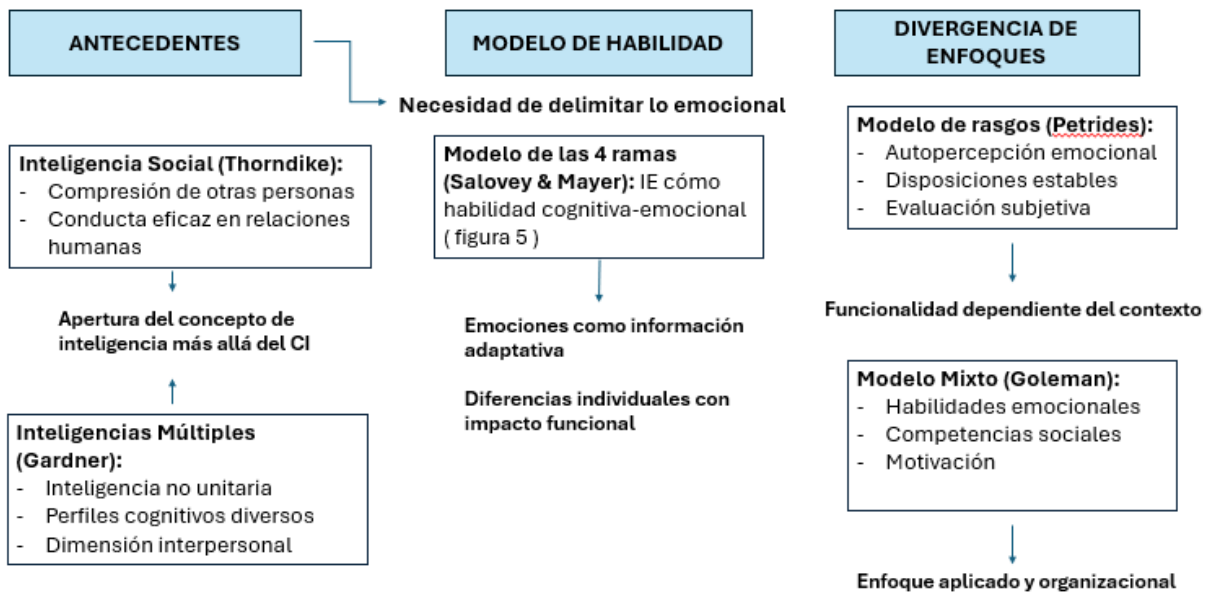 ANTECEDENTES
Inteligencia Social (Thorndike):
- Compresión de otras personas
- Conducta eficaz en relaciones
humanas
Apertura del concepto de
inteligencia más allá del CI
Inteligencias Múltiples
(Gardner):
- Inteligencia no unitaria
- Perfiles cognitivos diversos
- Dimensión interpersonal
MODELO DE HABILIDAD
Necesidad de delimitar lo emocional
Modelo de las 4 ramas
(Salovey & Mayer): IE cómo
habilidad cognitiva-emocional
( figura 5 )
Emociones como información
adaptativa
Diferencias individuales con
impacto funcional
DIVERGENCIA DE
ENFOQUES
Modelo de rasgos (Petrides):
- Autopercepción emocional
- Disposiciones estables
- Evaluación subjetiva
Funcionalidad dependiente del contexto
Modelo Mixto (Goleman):
- Habilidades emocionales
- Competencias sociales
- Motivación
Enfoque aplicado y organizacional